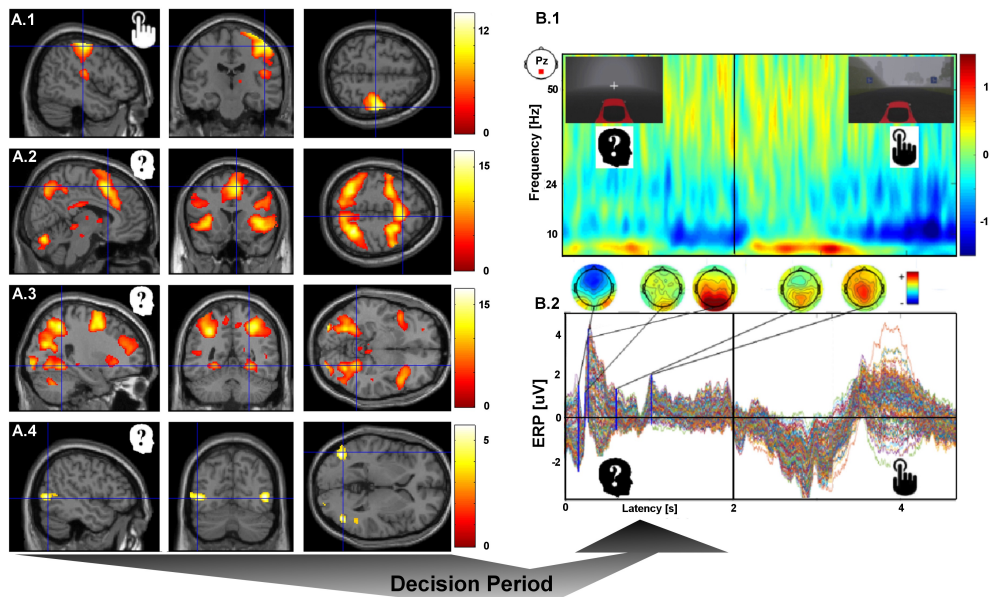 A.1
12
0
A.2
?
15
0
A.3
?
17
0
A.4
?
5
0
B.1
Pz
Frequency [Hz]
50
24
10
?
1
0
-1
+
-
B.2
ERP [uV]
4
2
0
-2
?
0
Latency [s]
2
4
Decision Period